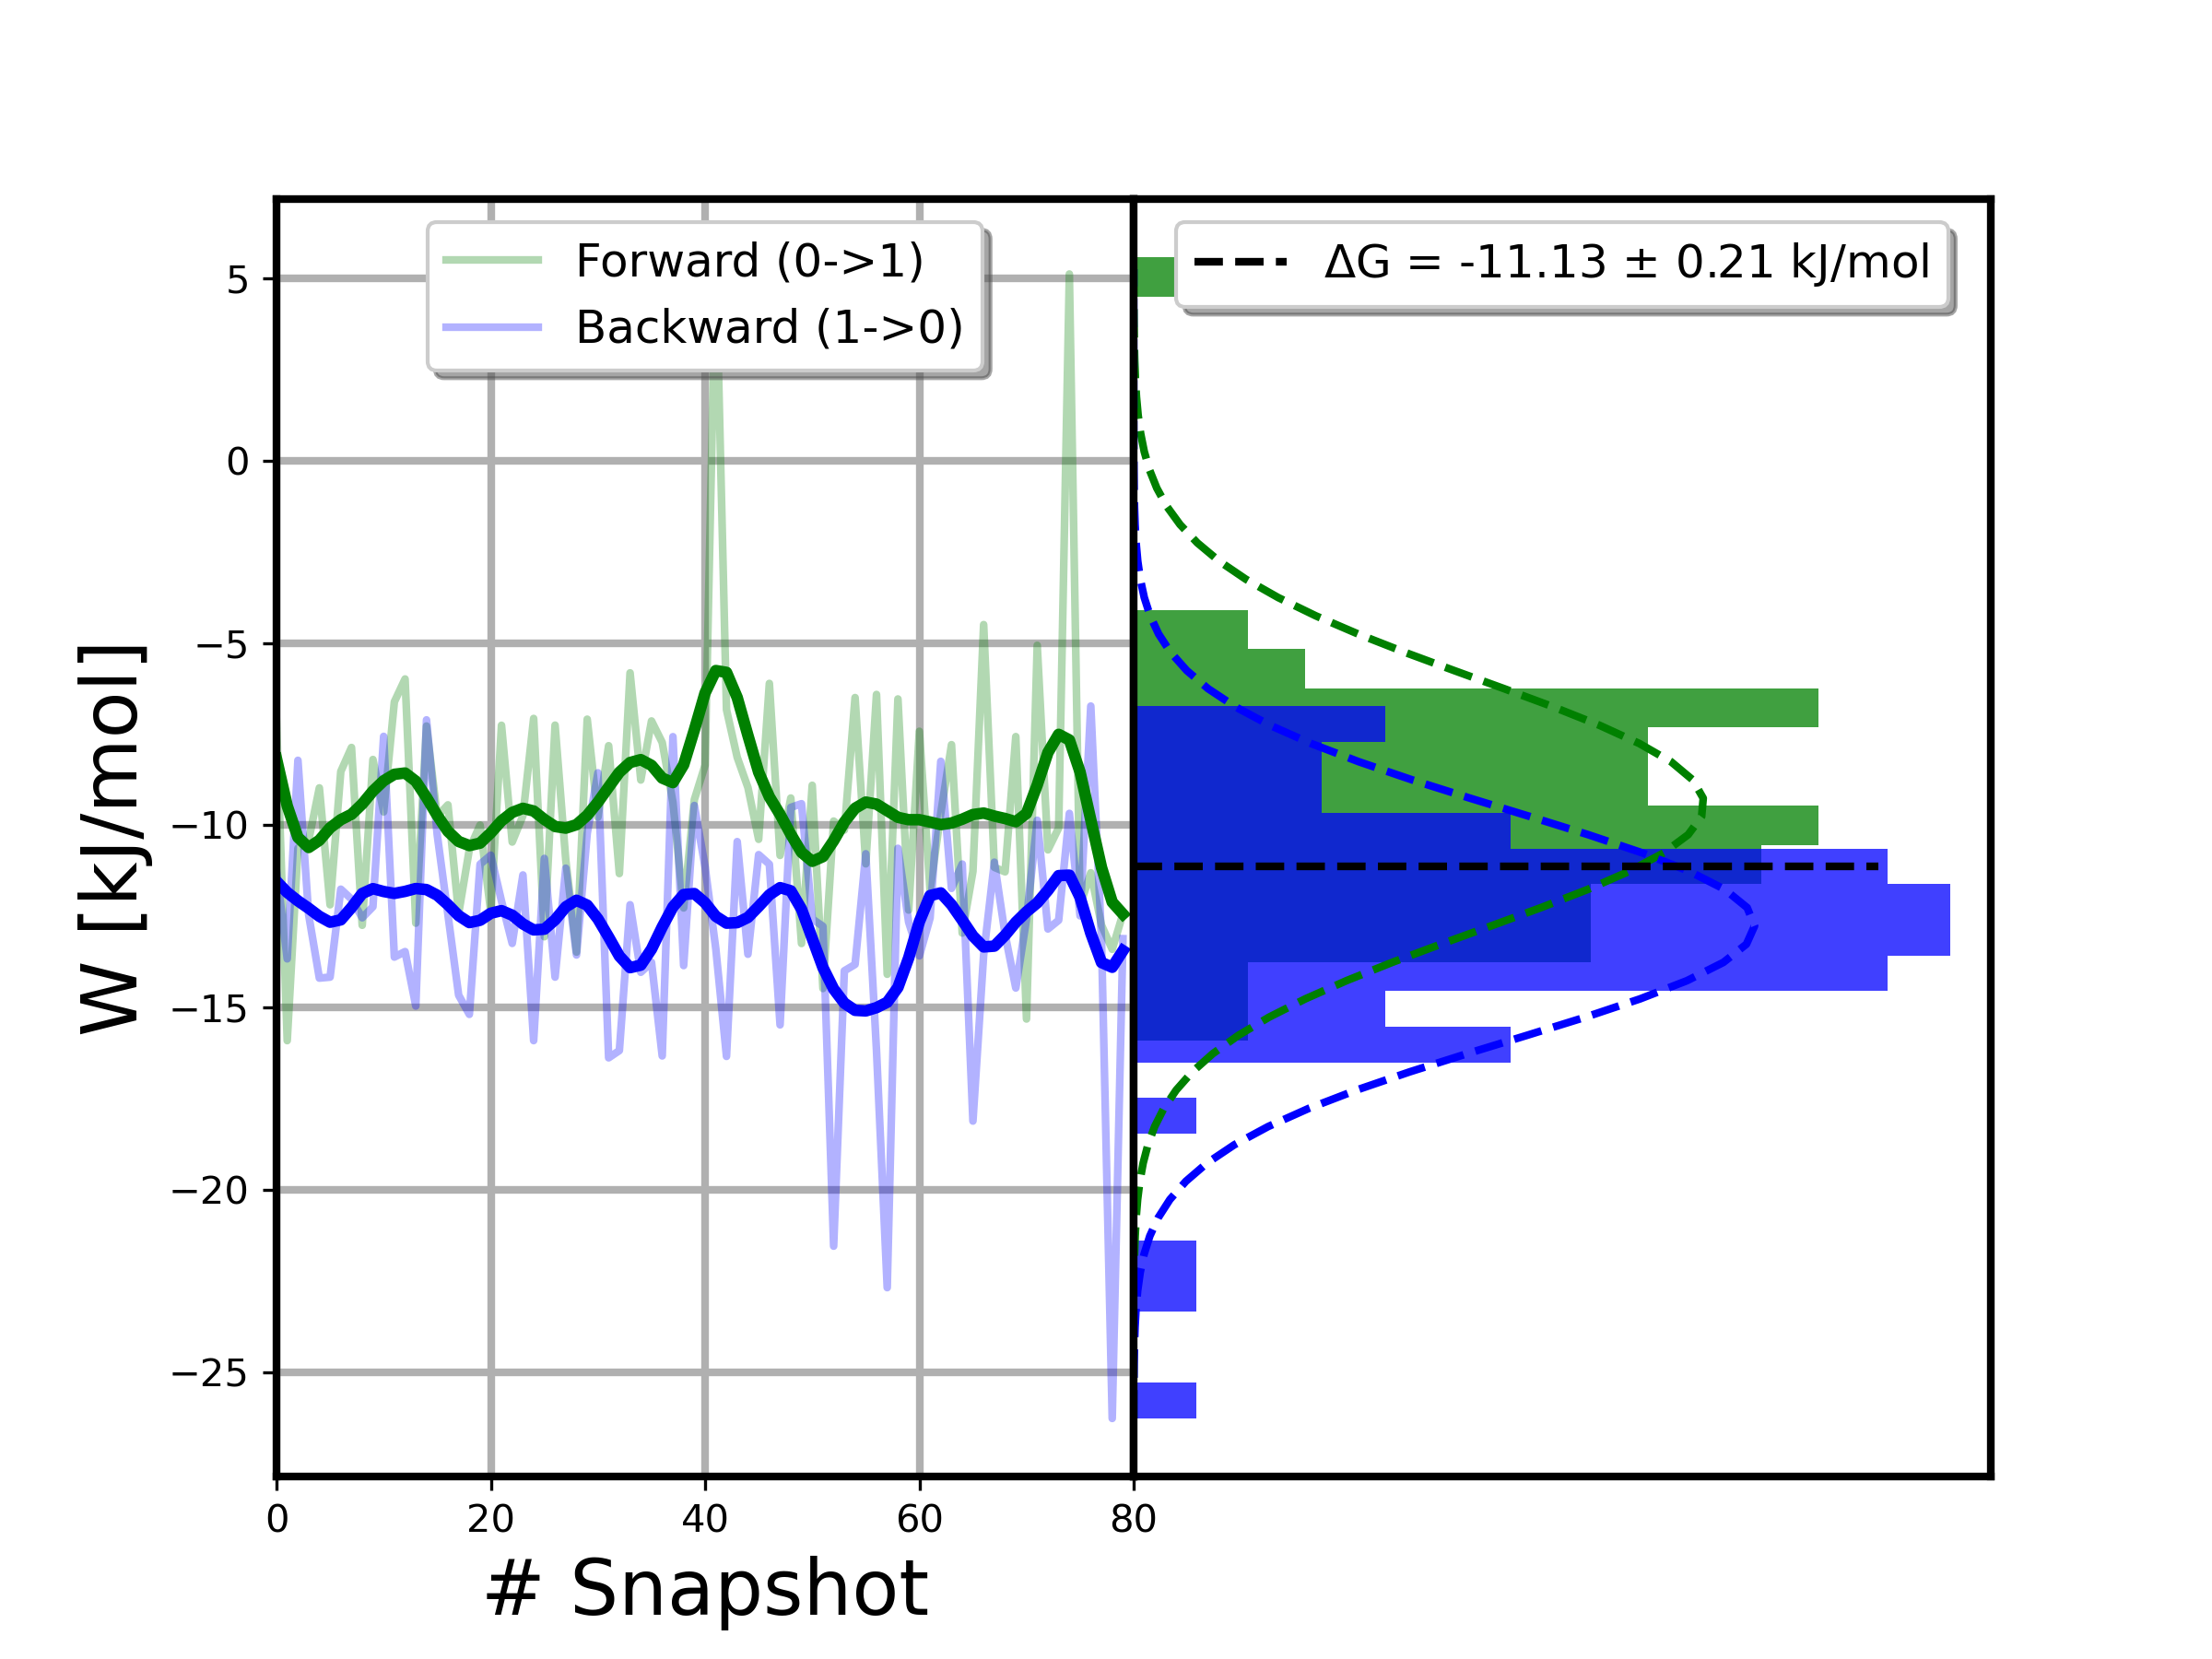 Forward (0->1)
Backward (1->0)
ΔG = -11.13 ± 0.21 kJ/mol
W [kJ/mol]
5
0
−5
−10
−15
−20
−25
0 20 40 60 80
# Snapshot